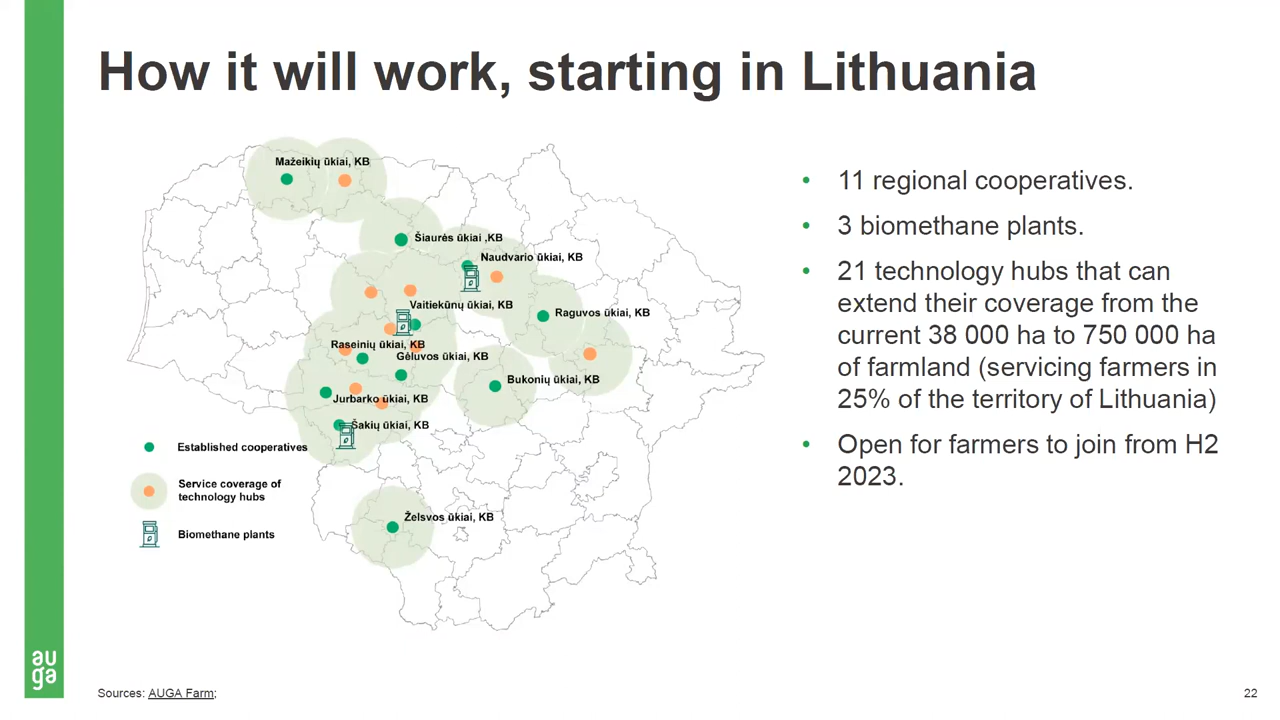 How it will work, starting in Lithuania
Mažeikių ūkiai, KB
Šiaurės ūkiai ,KB
Naudvario ūkiai, KB
Vaitiekūnų ūkiai, KB
Raguvos ūkiai, KB
Raseinių ūkiai, KB
Gėluvos ūkiai, KB
Bukonių ūkiai, KB
Jurbarko ūkiai, KB
Šakių ūkiai, KB
Želsvos ūkiai, KB
Established cooperatives
Service coverage of
technology hubs
Biomethane plants
• 11 regional cooperatives.
• 3 biomethane plants.
• 21 technology hubs that can
extend their coverage from the
current 38 000 ha to 750 000 ha
of farmland (servicing farmers in
25% of the territory of Lithuania)
• Open for farmers to join from H2
2023.
au
ga
Sources: AUGA Farm;
22